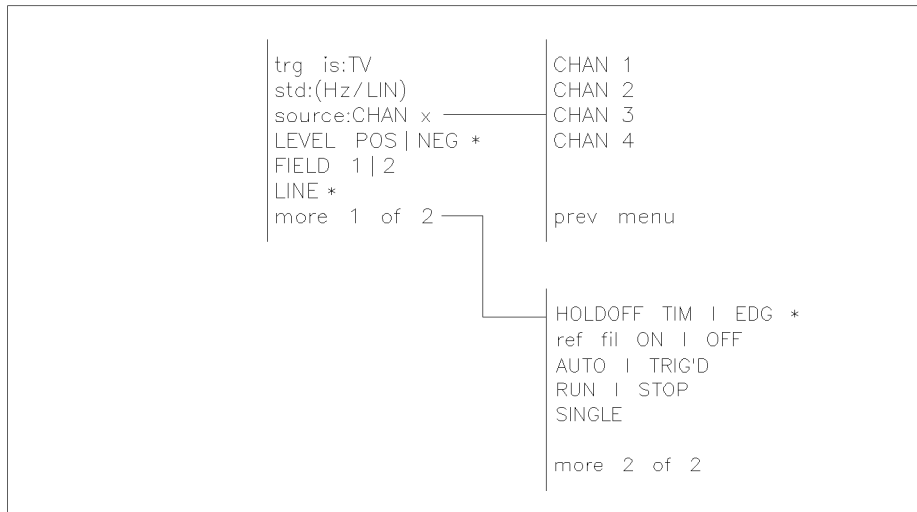 trg is:TV
std:(Hz/LIN)
source:CHAN x
LEVEL POS|NEG *
FIELD 1|2
LINE *
more 1 of 2
CHAN 1
CHAN 2
CHAN 3
CHAN 4
prev menu
HOLDOFF TIM I EDG *
ref fil ON I OFF
AUTO I TRIG'D
RUN I STOP
SINGLE
more 2 of 2